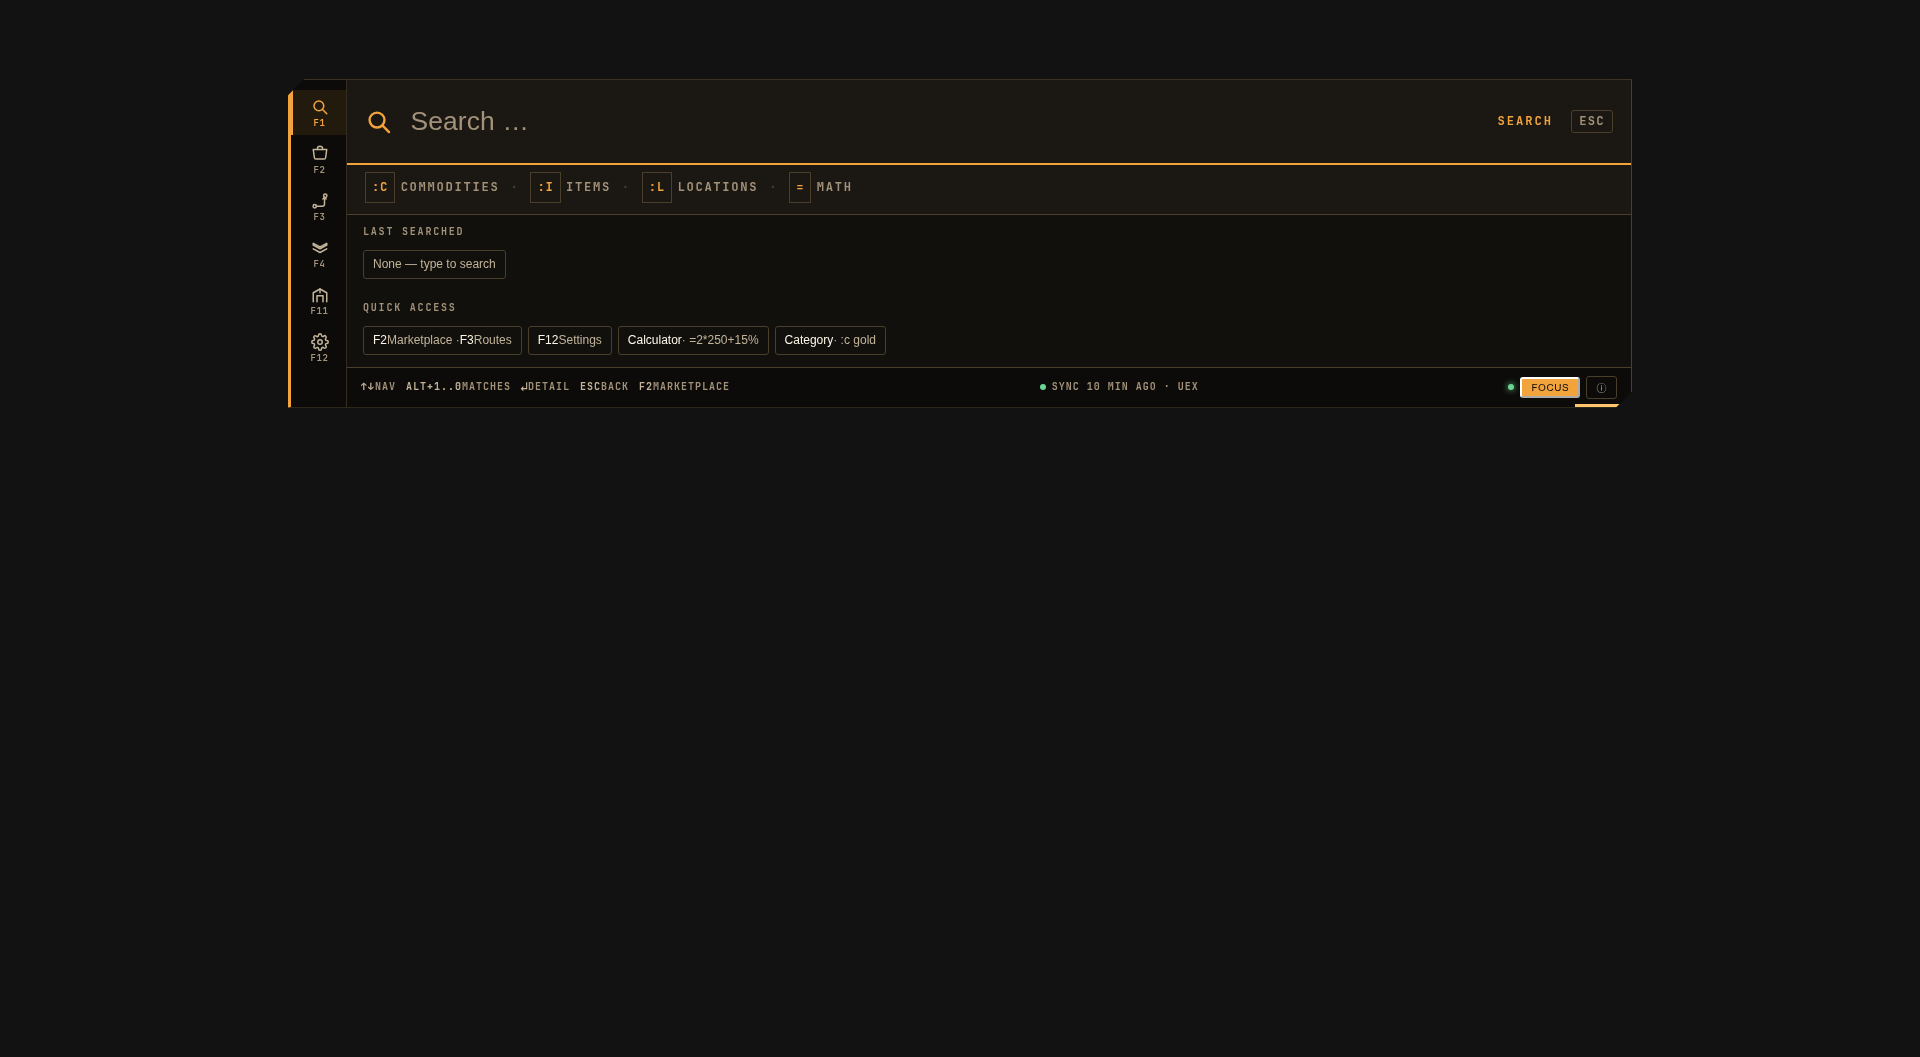 F1
F2
F3
F4
F11
F12
Search ...
SEARCH ESC
:C COMMODITIES · :I ITEMS · :L LOCATIONS · = MATH
LAST SEARCHED
None — type to search
QUICK ACCESS
F2Marketplace ·F3Routes F12Settings Calculator· =2*250+15% Category· :c gold
↑↓NAV ALT+1..0MATCHES ↲DETAIL ESCBACK F2MARKETPLACE SYNC 10 MIN AGO · UEX FOCUS ⓘ